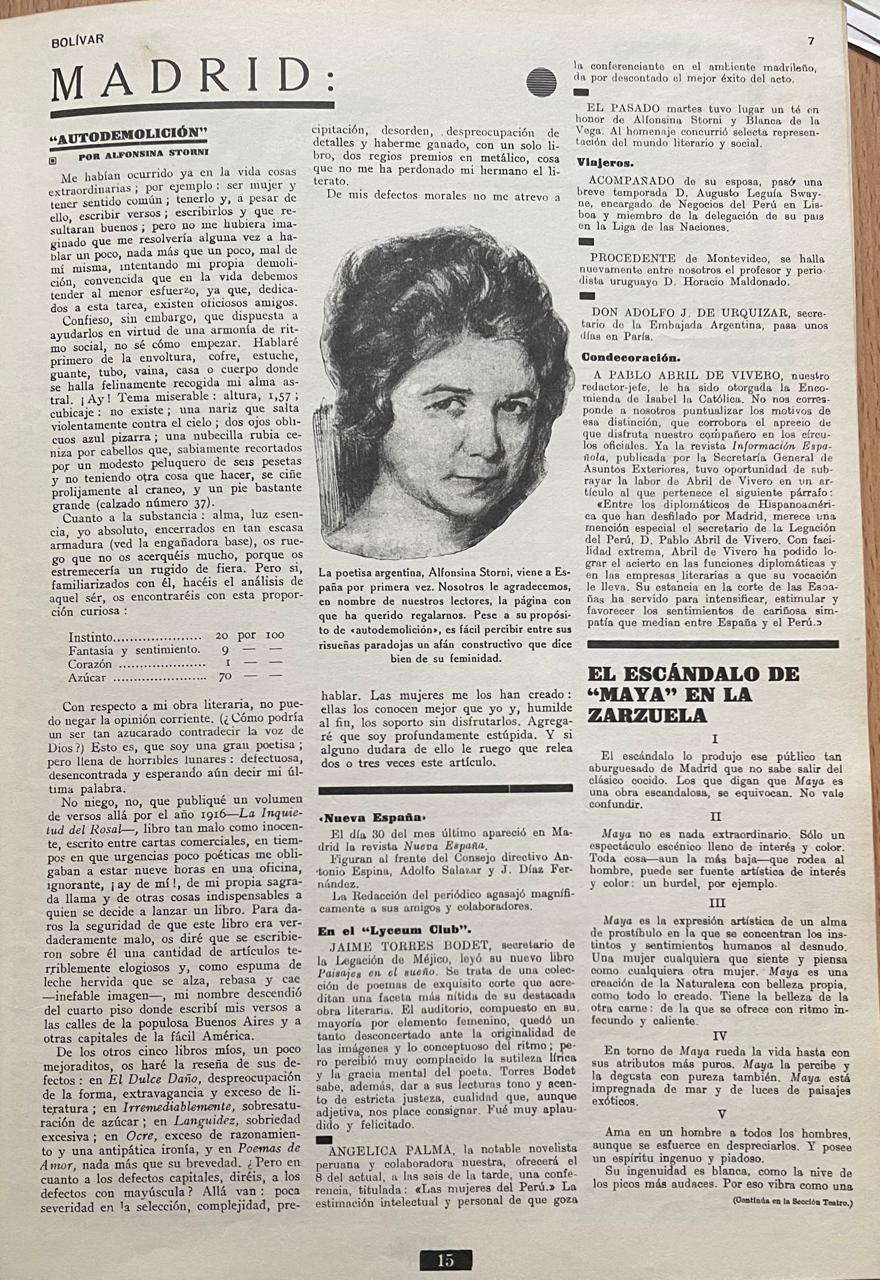 BOLÍVAR
7
MADRID:
“AUTODEMOLICIÓN”
POR ALFONSINA STORNI
Me habían ocurrido ya en la vida cosas
extraordinarias; por ejemplo: ser mujer y
tener sentido común; tenerlo y, a pesar de
ello, escribir versos; escribirlos y que re-
sultaran buenos; pero no me hubiera ima-
ginado que me resolvería alguna vez a ha-
blar un poco, nada más que un poco, mal de
mí misma, intentando mi propia demoli-
ción, convencida que en la vida debemos
tender al menor esfuerzo, ya que, dedica-
dos a esta tarea, existen oficiosos amigos.
Confieso, sin embargo, que dispuesta a
ayudarlos en virtud de una armonía de rit-
mo social, no sé cómo empezar. Hablaré
primero de la envoltura, cofre, estuche,
guante, tubo, vaina, casa o cuerpo donde
se halla felinamente recogida mi alma as-
tral. ¡Ay! Tema miserable: altura, 1,57;
cubicaje: no existe; una nariz que salta
violentamente contra el cielo; dos ojos obli-
cuos azul pizarra; una nubecilla rubia ce-
niza por cabellos que, sabiamente recortados
por un modesto peluquero de seis pesetas
y no teniendo otra cosa que hacer, se ciñe
prolijamente al craneo, y un pie bastante
grande (calzado número 37).
Cuanto a la substancia: alma, luz esen-
cia, yo absoluto, encerrados en tan escasa
armadura (ved la engañadora base), os rue-
go que no os acerquéis mucho, porque os
estremecería un rugido de fiera. Pero si,
familiarizados con él, hacéis el análisis de
aquel sér, os encontraréis con esta propor-
ción curiosa:
Instinto..................... 20 por 100
Fantasía y sentimiento. 9 — —
Corazón ..................... 1 — —
Azúcar ....................... 70 — —
Con respecto a mi obra literaria, no pue-
do negar la opinión corriente. (¿Cómo podría
un ser tan azucarado contradecir la voz de
Dios?) Esto es, que soy una gran poetisa;
pero llena de horribles lunares: defectuosa,
desencontrada y esperando aún decir mi úl-
tima palabra.
No niego, no, que publiqué un volumen
de versos allá por el año 1916—La Inquie-
tud del Rosal—, libro tan malo como inocen-
te, escrito entre cartas comerciales, en tiem-
pos en que urgencias poco poéticas me obli-
gaban a estar nueve horas en una oficina,
ignorante, ¡ay de mí!, de mi propia sagra-
da llama y de otras cosas indispensables a
quien se decide a lanzar un libro. Para da-
ros la seguridad de que este libro era ver-
daderamente malo, os diré que se escribie-
ron sobre él una cantidad de artículos te-
rriblemente elogiosos y, como espuma de
leche hervida que se alza, rebasa y cae
—inefable imagen—, mi nombre descendió
del cuarto piso donde escribí mis versos a
las calles de la populosa Buenos Aires y a
otras capitales de la fácil América.
De los otros cinco libros míos, un poco
mejoraditos, os haré la reseña de sus de-
fectos: en El Dulce Daño, despreocupación
de la forma, extravagancia y exceso de li-
teratura; en Irremediablemente, sobresatu-
ración de azúcar; en Languidez, sobriedad
excesiva; en Ocre, exceso de razonamien-
to y una antipática ironía, y en Poemas de
Amor, nada más que su brevedad. ¿Pero en
cuanto a los defectos capitales, diréis, a los
defectos con mayúscula? Allá van: poca
severidad en la selección, complejidad, pre-
cipitación, desorden, despreocupación de
detalles y haberme ganado, con un solo li-
bro, dos regios premios en metálico, cosa
que no me ha perdonado mi hermano el li-
terato.
De mis defectos morales no me atrevo a
La poetisa argentina, Alfonsina Storni, viene a Es-
paña por primera vez. Nosotros le agradecemos,
en nombre de nuestros lectores, la página con
que ha querido regalarnos. Pese a su propósi-
to de «autodemolición», es fácil percibir entre sus
risueñas paradojas un afán constructivo que dice
bien de su feminidad.
hablar. Las mujeres me los han creado:
ellas los conocen mejor que yo y, humilde
al fin, los soporto sin disfrutarlos. Agrega-
ré que soy profundamente estúpida. Y si
alguno dudara de ello le ruego que relea
dos o tres veces este artículo.
«Nueva España»
El día 30 del mes último apareció en Ma-
drid la revista Nueva España.
Figuran al frente del Consejo directivo An-
tonio Espina, Adolfo Salazar y J. Díaz Fer-
nández.
La Redacción del periódico agasajó magnífi-
camente a sus amigos y colaboradores.
En el “Lyceum Club”.
JAIME TORRES BODET, secretario de
la Legación de Méjico, leyó su nuevo libro
Paisajes en el sueño. Se trata de una colec-
ción de poemas de exquisito corte que acre-
ditan una faceta más nítida de su destacada
obra literaria. El auditorio, compuesto en su
mayoría por elemento femenino, quedó un
tanto desconcertado ante la originalidad de
las imágenes y lo conceptuoso del ritmo; pe-
ro percibió muy complacido la sutileza lírica
y la gracia mental del poeta. Torres Bodet
sabe, además, dar a sus lecturas tono y acen-
to de estricta justeza, cualidad que, aunque
adjetiva, nos place consignar. Fué muy aplau-
dido y felicitado.
ANGELICA PALMA, la notable novelista
peruana y colaboradora nuestra, ofrecerá el
8 del actual, a las seis de la tarde, una confe-
rencia, titulada: «Las mujeres del Perú.» La
estimación intelectual y personal de que goza
la conferenciante en el ambiente madrileño,
da por descontado el mejor éxito del acto.
EL PASADO martes tuvo lugar un té en
honor de Alfonsina Storni y Blanca de la
Vega. Al homenaje concurrió selecta represen-
tación del mundo literario y social.
Viajeros.
ACOMPAÑADO de su esposa, pasó una
breve temporada D. Augusto Leguía Sway-
ne, encargado de Negocios del Perú en Lis-
boa y miembro de la delegación de su país
en la Liga de las Naciones.
PROCEDENTE de Montevideo, se halla
nuevamente entre nosotros el profesor y perio-
dista uruguayo D. Horacio Maldonado.
DON ADOLFO J. DE URQUIZAR, secre-
tario de la Embajada Argentina, pasa unos
días en París.
Condecoración.
A PABLO ABRIL DE VIVERO, nuestro
redactor-jefe, le ha sido otorgada la Enco-
mienda de Isabel la Católica. No nos corres-
ponde a nosotros puntualizar los motivos de
esa distinción, que corrobora el aprecio de
que disfruta nuestro compañero en los círcu-
los oficiales. Ya la revista Información Espa-
ñola, publicada por la Secretaría General de
Asuntos Exteriores, tuvo oportunidad de sub-
rayar la labor de Abril de Vivero en un ar-
tículo al que pertenece el siguiente párrafo:
«Entre los diplomáticos de Hispanoaméri-
ca que han desfilado por Madrid, merece una
mención especial el secretario de la Legación
del Perú, D. Pablo Abril de Vivero. Con faci-
lidad extrema, Abril de Vivero ha podido lo-
grar el acierto en las funciones diplomáticas y
en las empresas literarias a que su vocación
le lleva. Su estancia en la corte de las Espa-
ñas ha servido para intensificar, estimular y
favorecer los sentimientos de cariñosa sim-
patía que median entre España y el Perú.»
EL ESCÁNDALO DE
“MAYA” EN LA
ZARZUELA
I
El escándalo lo produjo ese público tan
aburguesado de Madrid que no sabe salir del
clásico cocido. Los que digan que Maya es
una obra escandalosa, se equivocan. No vale
confundir.
II
Maya no es nada extraordinario. Sólo un
espectáculo escénico lleno de interés y color.
Toda cosa—aun la más baja—que rodea al
hombre, puede ser fuente artística de interés
y color: un burdel, por ejemplo.
III
Maya es la expresión artística de un alma
de prostíbulo en la que se concentran los ins-
tintos y sentimientos humanos al desnudo.
Una mujer cualquiera que siente y piensa
como cualquiera otra mujer. Maya es una
creación de la Naturaleza con belleza propia,
como todo lo creado. Tiene la belleza de la
otra carne: de la que se ofrece con ritmo in-
fecundo y caliente.
IV
En torno de Maya rueda la vida hasta con
sus atributos más puros. Maya la percibe y
la degusta con pureza también. Maya está
impregnada de mar y de luces de paisajes
exóticos.
V
Ama en un hombre a todos los hombres,
aunque se esfuerce en despreciarlos. Y posee
un espíritu ingenuo y piadoso.
Su ingenuidad es blanca, como la nive de
los picos más audaces. Por eso vibra como una
(Continúa en la Sección Teatro.)
15